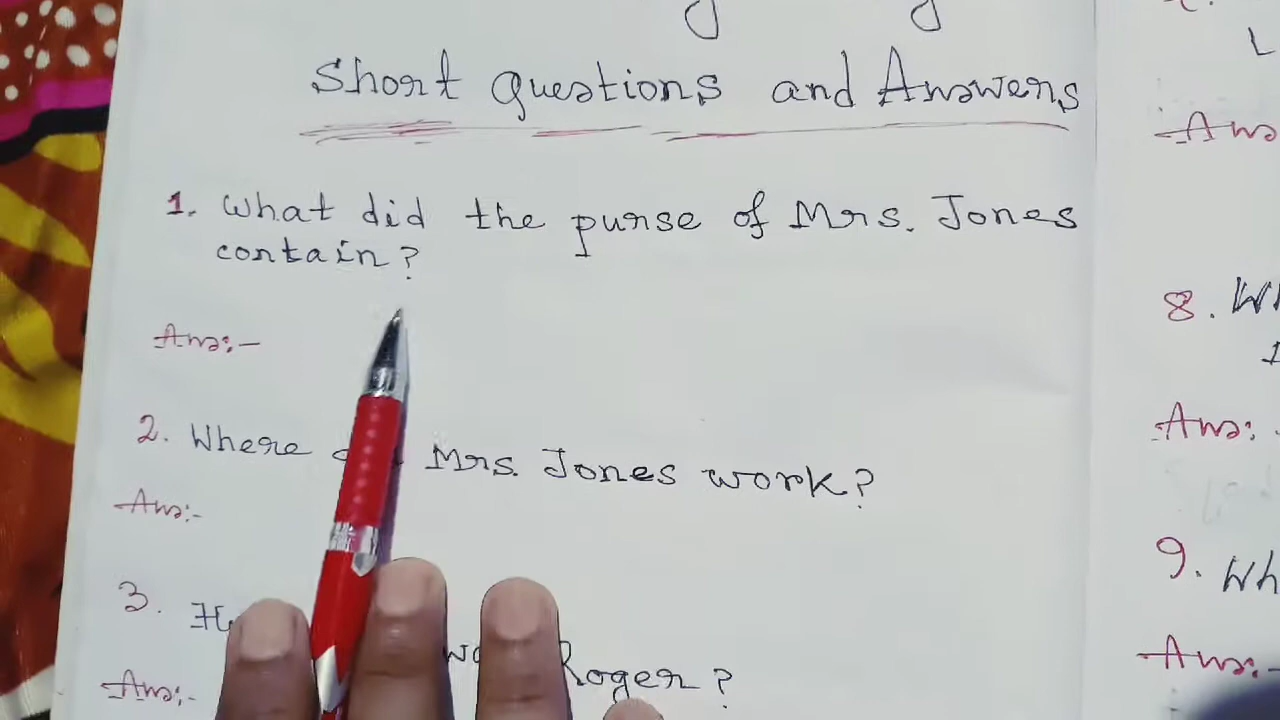 Short Questions and Answers
1. What did the purse of Mrs. Jones
contain?
Ans:-
2. Where Mrs. Jones work?
Ans:-
3. Roger?
Ans:-
Ans
8.
Ans:
9.
Ans:-